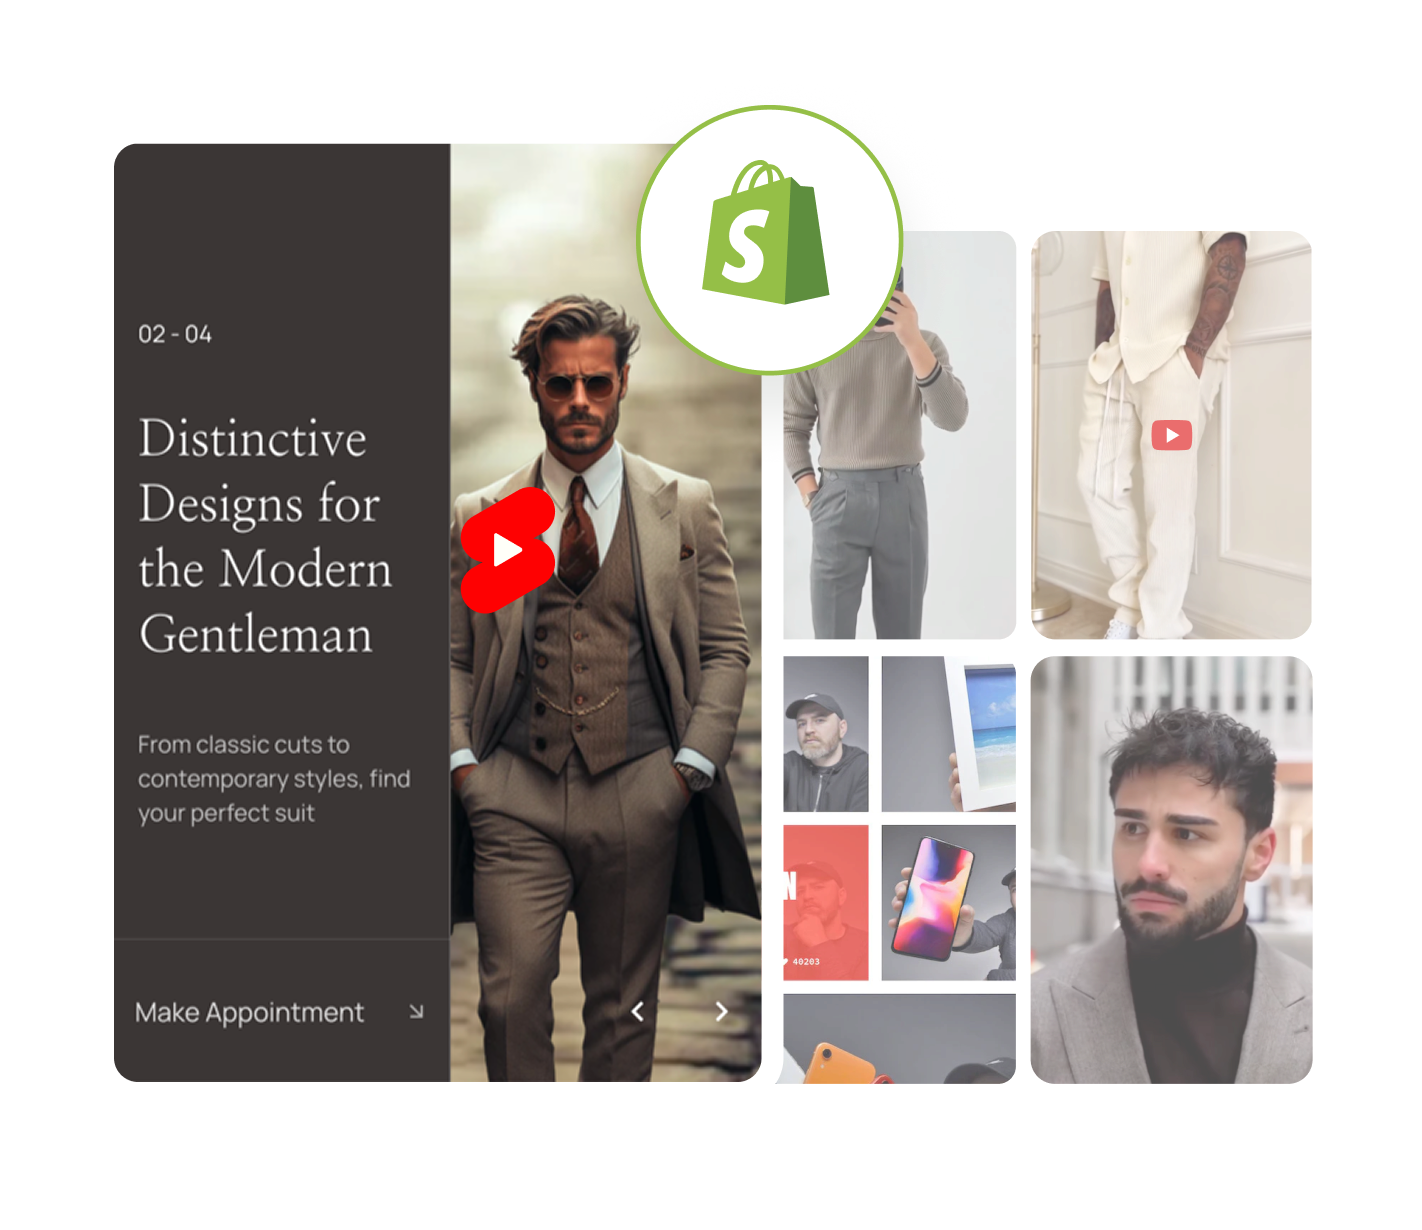 02 - 04
Distinctive
Designs for
the Modern
Gentleman
From classic cuts to
contemporary styles, find
your perfect suit
Make Appointment
S
N
40203